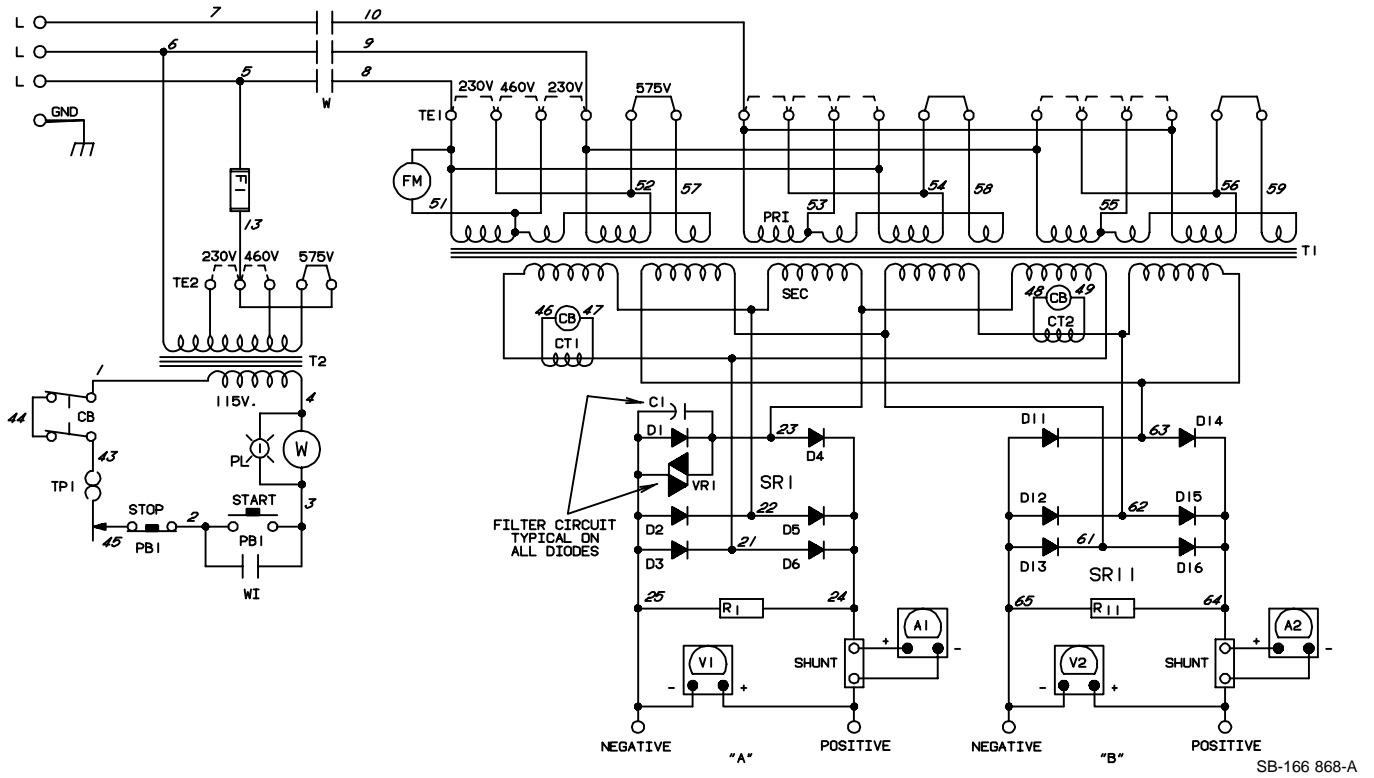 7
10
L
6
9
L
5
8
L
W
GND
230V 460V 230V
575V
TE1
F1
FM
51
52
57
54
58
56
59
13
PRI
53
55
T1
230V 460V
575V
TE2
SEC
46 CB 47
CT1
48 CB 49
CT2
T2
1
115V.
4
44
CB
43
PL
W
TP1
STOP
START
3
2
45
PB1
PB1
W1
C1
D1
23
D4
VR1
SR1
FILTER CIRCUIT
TYPICAL ON
ALL DIODES
D2
22
D5
D3
21
D6
25
R1
24
A1
+
-
SHUNT
V1
-
+
NEGATIVE
POSITIVE
"A"
D11
63
D14
D12
62
D15
61
D13
D16
SR11
65
R11
64
A2
+
-
SHUNT
V2
-
+
NEGATIVE
POSITIVE
"B"
SB-166 868-A